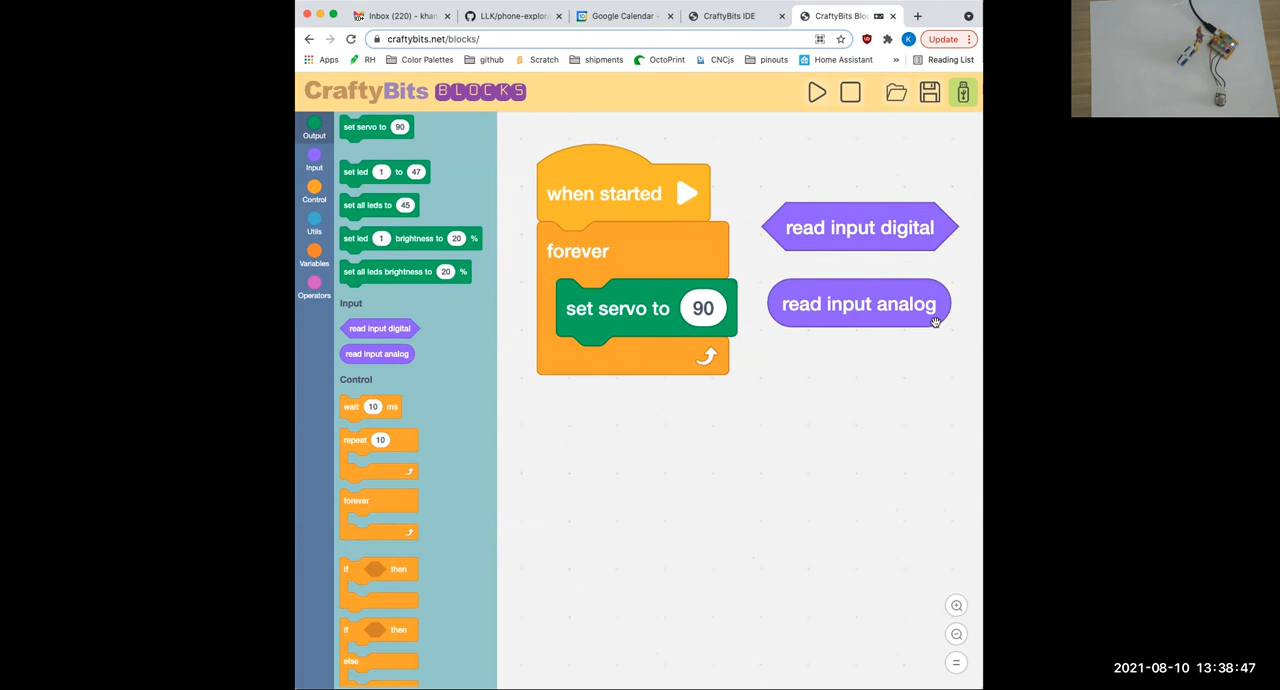 10+ Inbox (220) - khan
LLK/phone-explor
Google Calendar -
CraftyBits IDE
CraftyBits Bloc
craftybits.net/blocks/
K
Update
Apps
RH
Color Palettes
github
Scratch
shipments
OctoPrint
CNCjs
pinouts
Home Assistant
»
Reading List
CraftyBits BLOCKS
Output
Input
Control
Utils
Variables
Operators
set servo to 90
set led 1 to 47
set all leds to 45
set led 1 brightness to 20 %
set all leds brightness to 20 %
Input
read input digital
read input analog
Control
wait 10 ms
repeat 10
forever
if then
if then
else
when started
forever
set servo to 90
read input digital
read input analog
2021-08-10 13:38:47